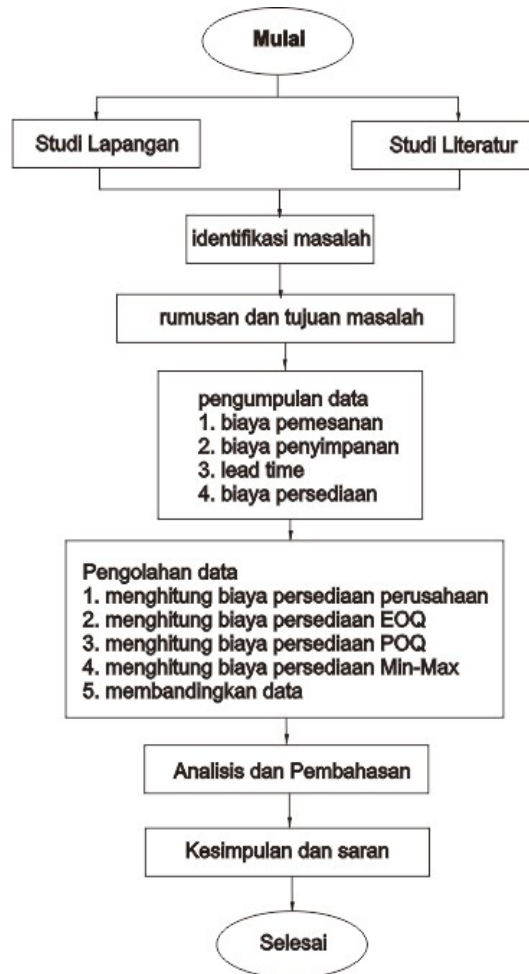 Mulai
Studi Lapangan
Studi Literatur
identifikasi masalah
rumusan dan tujuan masalah
pengumpulan data
1. biaya pemesanan
2. biaya penyimpanan
3. lead time
4. biaya persediaan
Pengolahan data
1. menghitung biaya persediaan perusahaan
2. menghitung biaya persediaan EOQ
3. menghitung biaya persediaan POQ
4. menghitung biaya persediaan Min-Max
5. membandingkan data
Analisis dan Pembahasan
Kesimpulan dan saran
Selesai